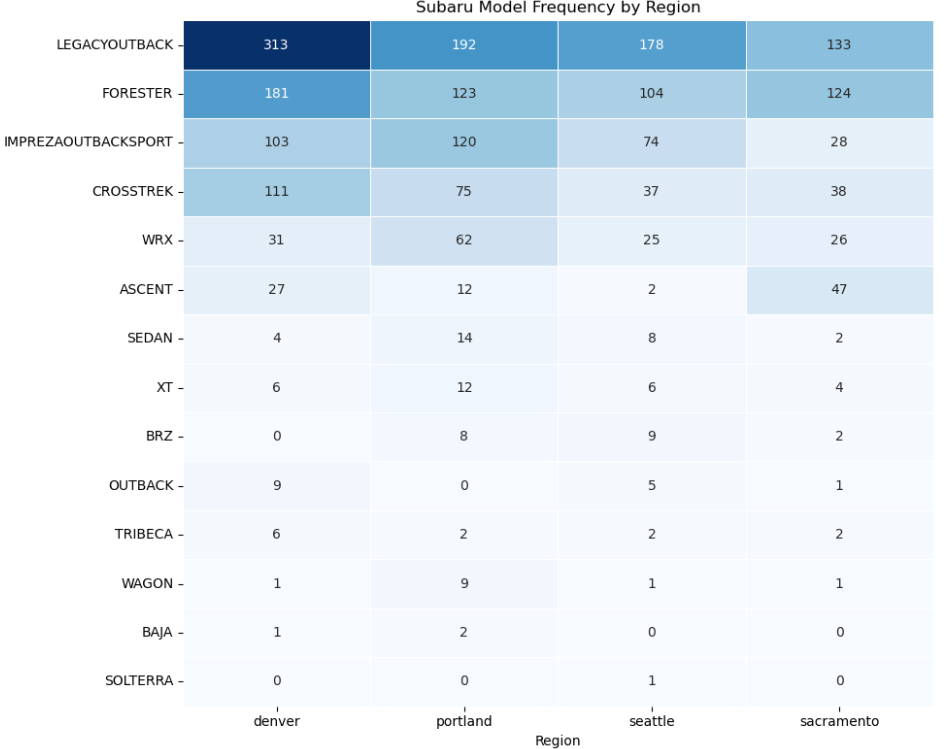 Subaru Model Frequency by Region
LEGACYOUTBACK 313 192 178 133
FORESTER 181 123 104 124
IMPREZAOUTBACKSPORT 103 120 74 28
CROSSTREK 111 75 37 38
WRX 31 62 25 26
ASCENT 27 12 2 47
SEDAN 4 14 8 2
XT 6 12 6 4
BRZ 0 8 9 2
OUTBACK 9 0 5 1
TRIBECA 6 2 2 2
WAGON 1 9 1 1
BAJA 1 2 0 0
SOLTERRA 0 0 1 0
denver portland seattle sacramento
Region